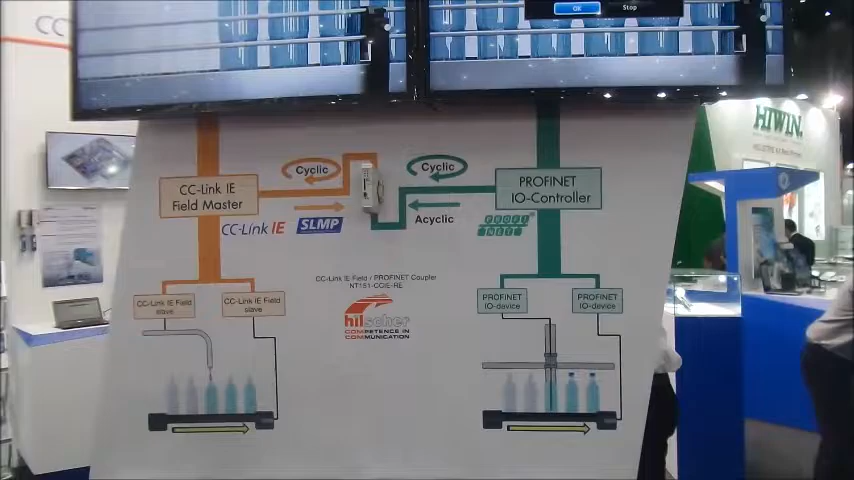 CC
OK
Stop
HIWIN
Cyclic
Cyclic
CC-Link IE
Field Master
PROFINET
IO-Controller
Acyclic
CC-Link IE
SLMP
PROFI
NET
CC-Link IE Field / PROFINET Coupler
NT151-CCIE-RE
CC-Link IE Field
slave
CC-Link IE Field
slave
PROFINET
IO-device
PROFINET
IO-device
hilscher
COMPETENCE IN
COMMUNICATION